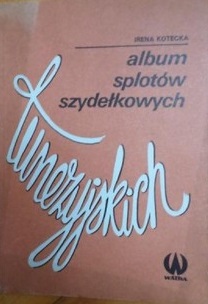 IRENA KOTECKA
album
splotów
szydełkowych
tunezyjskich
WATRA